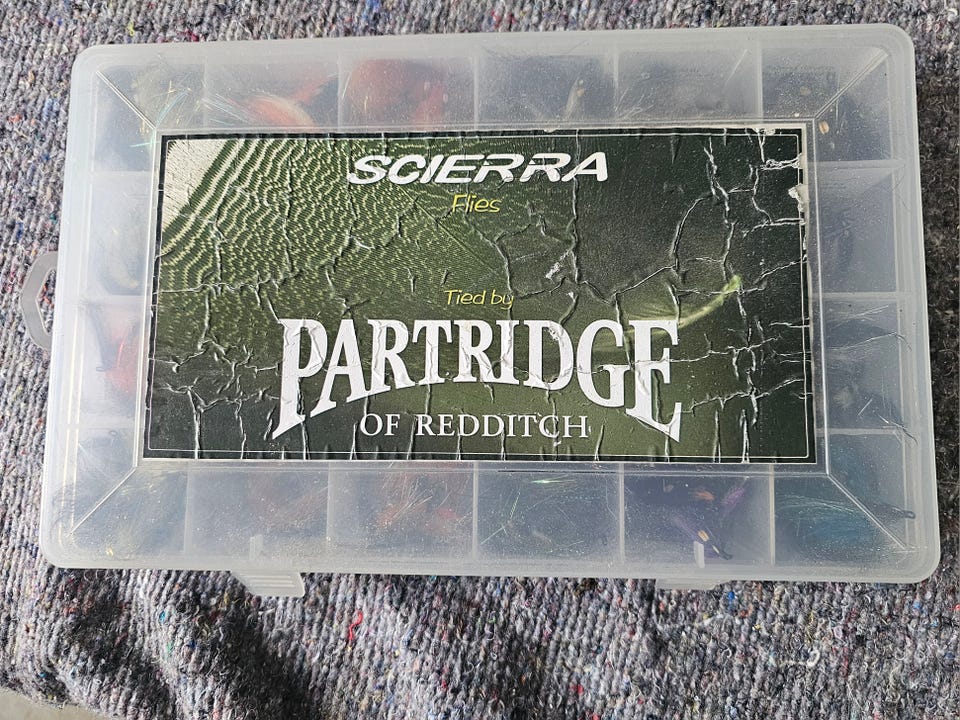 SCIERRA
Flies
Tied by
PARTRIDGE
OF REDDITCH